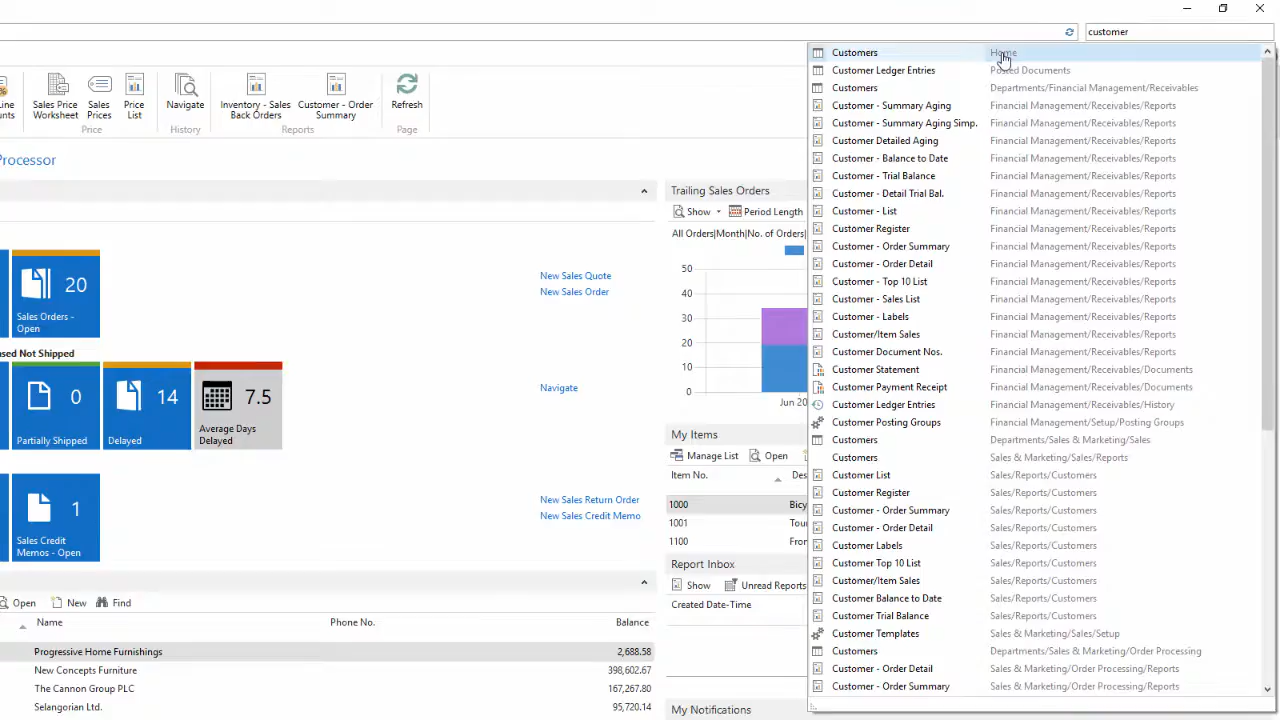 customer
Sales Price
Worksheet
Sales
Prices
Price
List
Price
Navigate
History
Inventory - Sales
Back Orders
Customer - Order
Summary
Reports
Refresh
Page
Processor
20
Sales Orders -
Open
New Sales Quote
New Sales Order
Not Shipped
0
Partially Shipped
14
Delayed
7.5
Average Days
Delayed
Navigate
1
Sales Credit
Memos - Open
New Sales Return Order
New Sales Credit Memo
Open New Find
Name Phone No. Balance
Progressive Home Furnishings 2,688.58
New Concepts Furniture 398,602.67
The Cannon Group PLC 167,267.80
Selangorian Ltd. 95,720.14
Trailing Sales Orders
Show Period Length
All Orders|Month|No. of Orders|
50
40
30
20
10
0
Jun 20
My Items
Manage List Open
Item No. Des
1000 Bicy
1001 Tou
1100 Fron
Report Inbox
Show Unread Reports
Created Date-Time
My Notifications
Customers Home
Customer Ledger Entries Posted Documents
Customers Departments/Financial Management/Receivables
Customer - Summary Aging Financial Management/Receivables/Reports
Customer - Summary Aging Simp. Financial Management/Receivables/Reports
Customer Detailed Aging Financial Management/Receivables/Reports
Customer - Balance to Date Financial Management/Receivables/Reports
Customer - Trial Balance Financial Management/Receivables/Reports
Customer - Detail Trial Bal. Financial Management/Receivables/Reports
Customer - List Financial Management/Receivables/Reports
Customer Register Financial Management/Receivables/Reports
Customer - Order Summary Financial Management/Receivables/Reports
Customer - Order Detail Financial Management/Receivables/Reports
Customer - Top 10 List Financial Management/Receivables/Reports
Customer - Sales List Financial Management/Receivables/Reports
Customer - Labels Financial Management/Receivables/Reports
Customer/Item Sales Financial Management/Receivables/Reports
Customer Document Nos. Financial Management/Receivables/Reports
Customer Statement Financial Management/Receivables/Documents
Customer Payment Receipt Financial Management/Receivables/Documents
Customer Ledger Entries Financial Management/Receivables/History
Customer Posting Groups Financial Management/Setup/Posting Groups
Customers Departments/Sales & Marketing/Sales
Customers Sales & Marketing/Sales/Reports
Customer List Sales/Reports/Customers
Customer Register Sales/Reports/Customers
Customer - Order Summary Sales/Reports/Customers
Customer - Order Detail Sales/Reports/Customers
Customer Labels Sales/Reports/Customers
Customer Top 10 List Sales/Reports/Customers
Customer/Item Sales Sales/Reports/Customers
Customer Balance to Date Sales/Reports/Customers
Customer Trial Balance Sales/Reports/Customers
Customer Templates Sales & Marketing/Sales/Setup
Customers Departments/Sales & Marketing/Order Processing
Customer - Order Detail Sales & Marketing/Order Processing/Reports
Customer - Order Summary Sales & Marketing/Order Processing/Reports